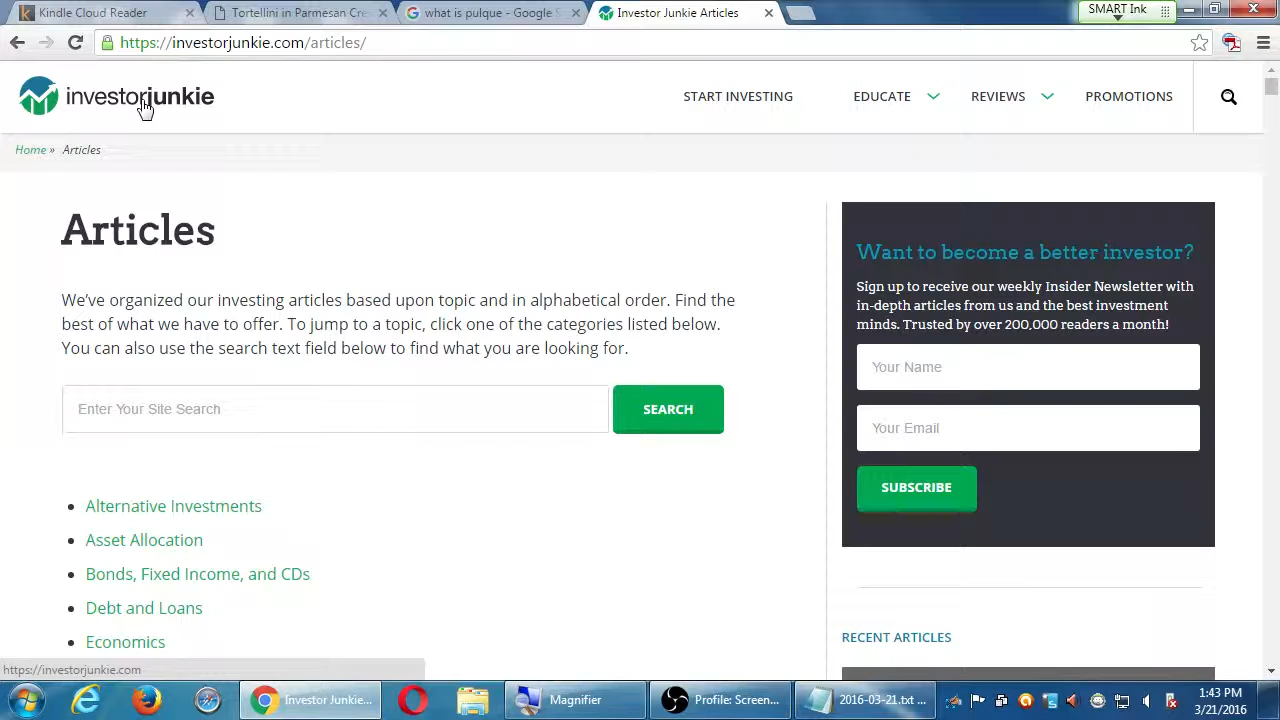 Kindle Cloud Reader
Tortellini in Parmesan Cre
what is pulque - Google S
Investor Junkie Articles
SMART Ink
https://investorjunkie.com/articles/
investorjunkie
START INVESTING
EDUCATE
REVIEWS
PROMOTIONS
Home » Articles
Articles
We've organized our investing articles based upon topic and in alphabetical order. Find the
best of what we have to offer. To jump to a topic, click one of the categories listed below.
You can also use the search text field below to find what you are looking for.
Enter Your Site Search
SEARCH
Alternative Investments
Asset Allocation
Bonds, Fixed Income, and CDs
Debt and Loans
Economics
Want to become a better investor?
Sign up to receive our weekly Insider Newsletter with
in-depth articles from us and the best investment
minds. Trusted by over 200,000 readers a month!
Your Name
Your Email
SUBSCRIBE
RECENT ARTICLES
https://investorjunkie.com
Investor Junkie...
Magnifier
Profile: Screen...
2016-03-21.txt ...
1:43 PM
3/21/2016